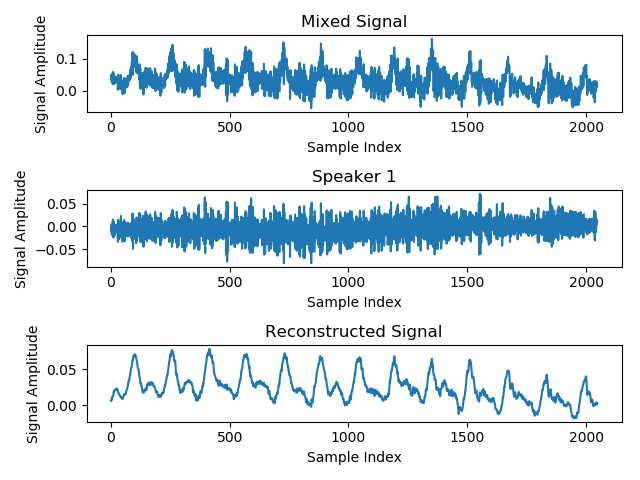 Mixed Signal
Signal Amplitude
0.1
0.0
0 500 1000 1500 2000
Sample Index
Speaker 1
Signal Amplitude
0.05
0.00
−0.05
0 500 1000 1500 2000
Sample Index
Reconstructed Signal
Signal Amplitude
0.05
0.00
0 500 1000 1500 2000
Sample Index